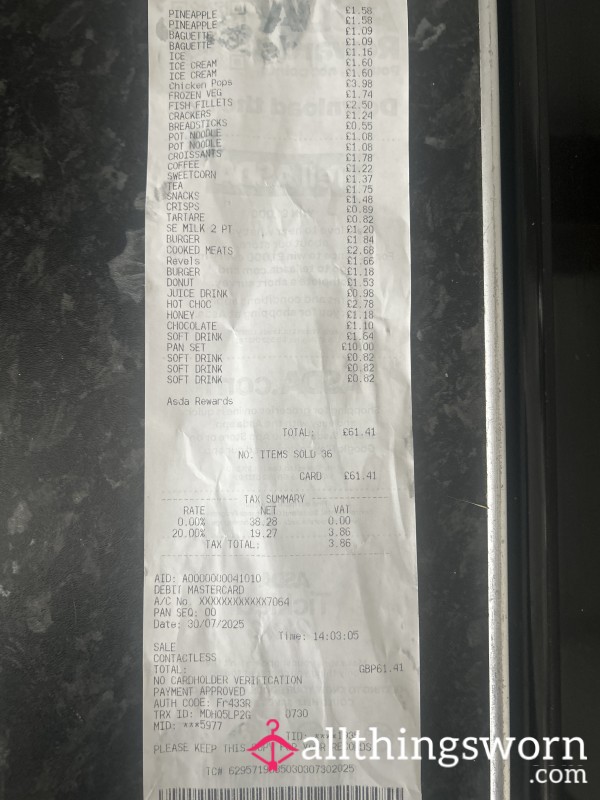 PINEAPPLE £1.58
PINEAPPLE £1.58
BAGUETTE £1.09
BAGUETTE £1.09
ICE £1.16
ICE CREAM £1.60
ICE CREAM £1.60
Chicken Pops £3.98
FROZEN VEG £1.74
FISH FILLETS £2.50
CRACKERS £1.24
BREADSTICKS £0.55
POT NOODLE £1.08
POT NOODLE £1.08
CROISSANTS £1.78
COFFEE £1.22
SWEETCORN £1.37
TEA £1.75
SNACKS £1.48
CRISPS £0.89
TARTARE £0.82
SE MILK 2 PT £1.20
BURGER £1.84
COOKED MEATS £2.68
Revels £1.66
BURGER £1.18
DONUT £1.53
JUICE DRINK £0.98
HOT CHOC £2.78
HONEY £1.18
CHOCOLATE £1.10
SOFT DRINK £1.64
PAN SET £10.00
SOFT DRINK £0.82
SOFT DRINK £0.82
SOFT DRINK £0.82
Asda Rewards
TOTAL: £61.41
NO. ITEMS SOLD 36
CARD £61.41
TAX SUMMARY
RATE NET VAT
0.00% 38.28 0.00
20.00% 19.27 3.86
TAX TOTAL: 3.86
AID: A0000000041010
DEBIT MASTERCARD
A/C No. XXXXXXXXXXXX7064
PAN SEQ: 00
Date: 30/07/2025
Time: 14:03:05
SALE
CONTACTLESS
TOTAL: GBP61.41
NO CARDHOLDER VERIFICATION
PAYMENT APPROVED
AUTH CODE: Fr433R
TRX ID: MDH05LP2G 0730
MID: ***5977
TID:
PLEASE KEEP THIS COPY FOR YOUR RECORDS
TC#
allthingsworn
.com